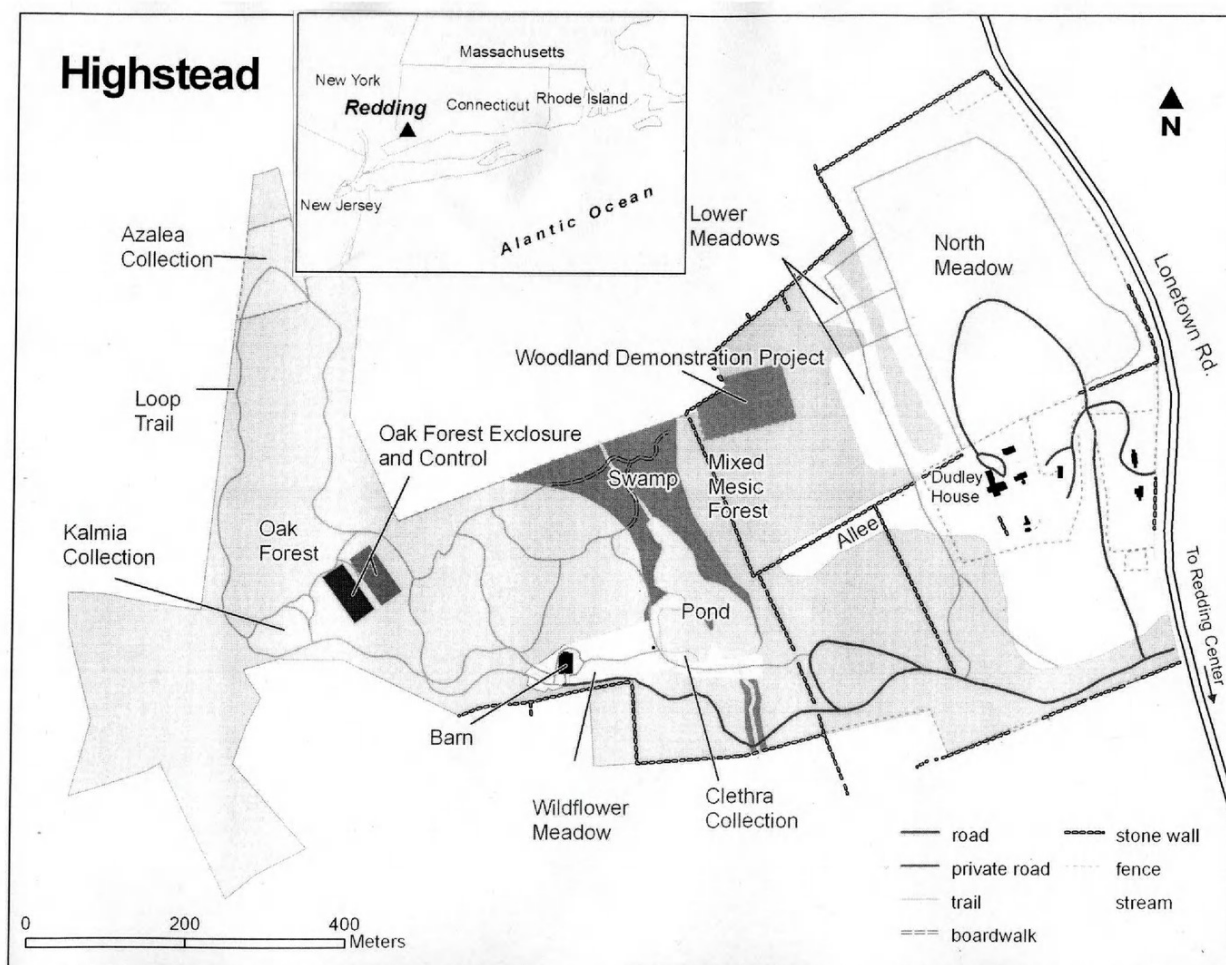 Highstead
Massachusetts
New York
Redding
Connecticut
Rhode Island
New Jersey
Alantic Ocean
N
Azalea
Collection
Lower
Meadows
North
Meadow
Lonetown Rd.
Woodland Demonstration Project
Loop
Trail
Oak Forest Exclosure
and Control
Swamp
Mixed
Mesic
Forest
Dudley
House
Kalmia
Collection
Oak
Forest
Allee
Pond
To Redding Center
Barn
Wildflower
Meadow
Clethra
Collection
road
stone wall
private road
fence
trail
stream
boardwalk
0 200 400
Meters